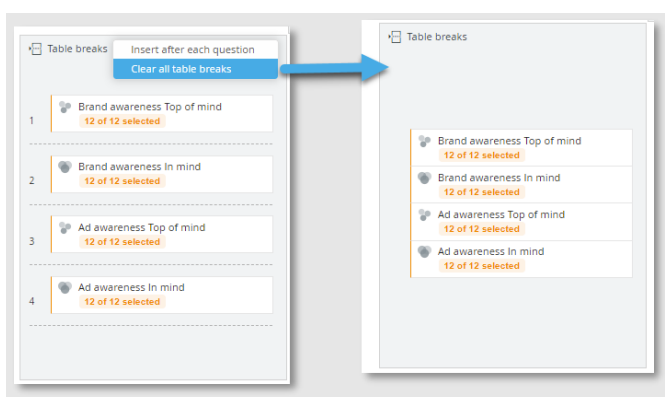 Table breaks
Insert after each question
Clear all table breaks
1
Brand awareness Top of mind
12 of 12 selected
2
Brand awareness In mind
12 of 12 selected
3
Ad awareness Top of mind
12 of 12 selected
4
Ad awareness In mind
12 of 12 selected
Table breaks
Brand awareness Top of mind
12 of 12 selected
Brand awareness In mind
12 of 12 selected
Ad awareness Top of mind
12 of 12 selected
Ad awareness In mind
12 of 12 selected